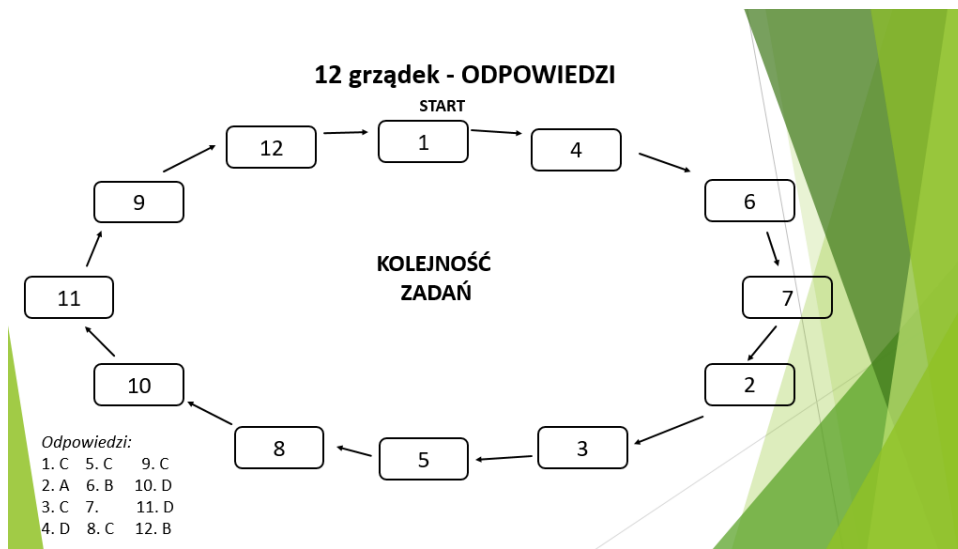 12 grządek - ODPOWIEDZI
START
1
4
6
7
2
3
5
8
10
11
9
12
KOLEJNOŚĆ
ZADAŃ
Odpowiedzi:
1. C 5. C 9. C
2. A 6. B 10. D
3. C 7. 11. D
4. D 8. C 12. B